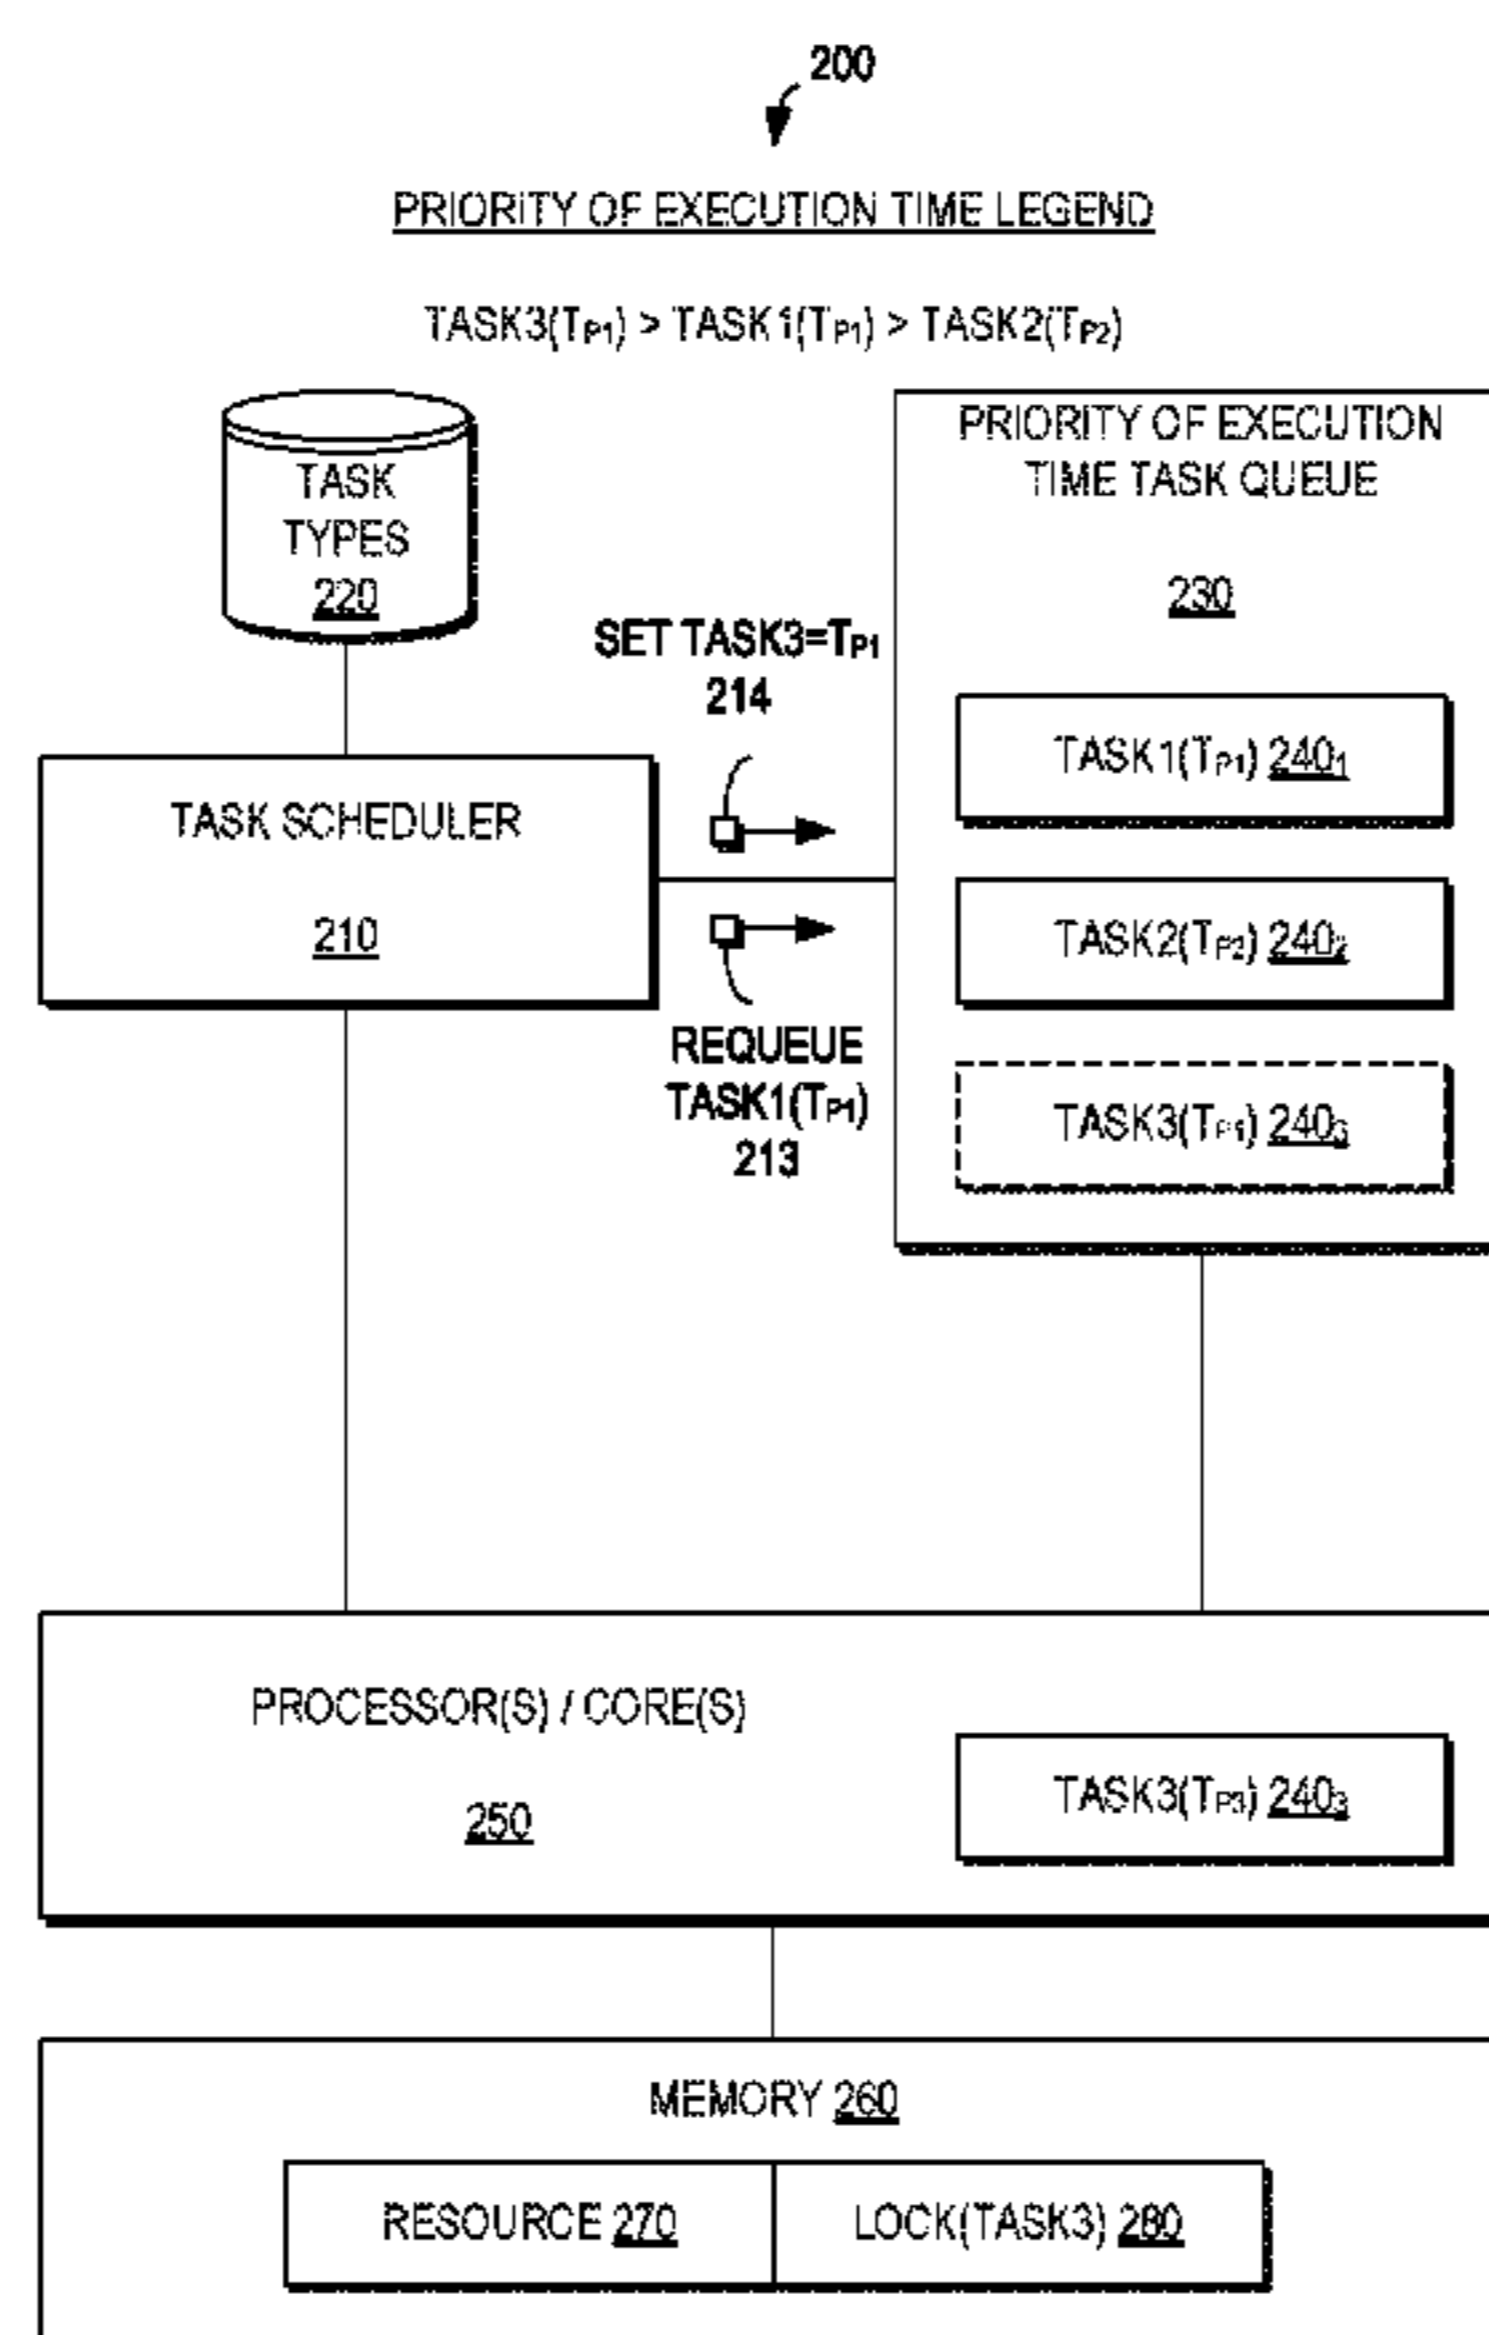 200
PRIORITY OF EXECUTION TIME LEGEND
TASK3(TP1) > TASK1(TP1) > TASK2(TP2)
TASK
TYPES
220
PRIORITY OF EXECUTION
TIME TASK QUEUE
230
SET TASK3=TP1
214
TASK1(TP1) 2401
TASK SCHEDULER
210
TASK2(TP2) 2402
REQUEUE
TASK1(TP1)
213
TASK3(TP1) 2403
PROCESSOR(S) / CORE(S)
250
TASK3(TP3) 2403
MEMORY 260
RESOURCE 270
LOCK(TASK3) 280